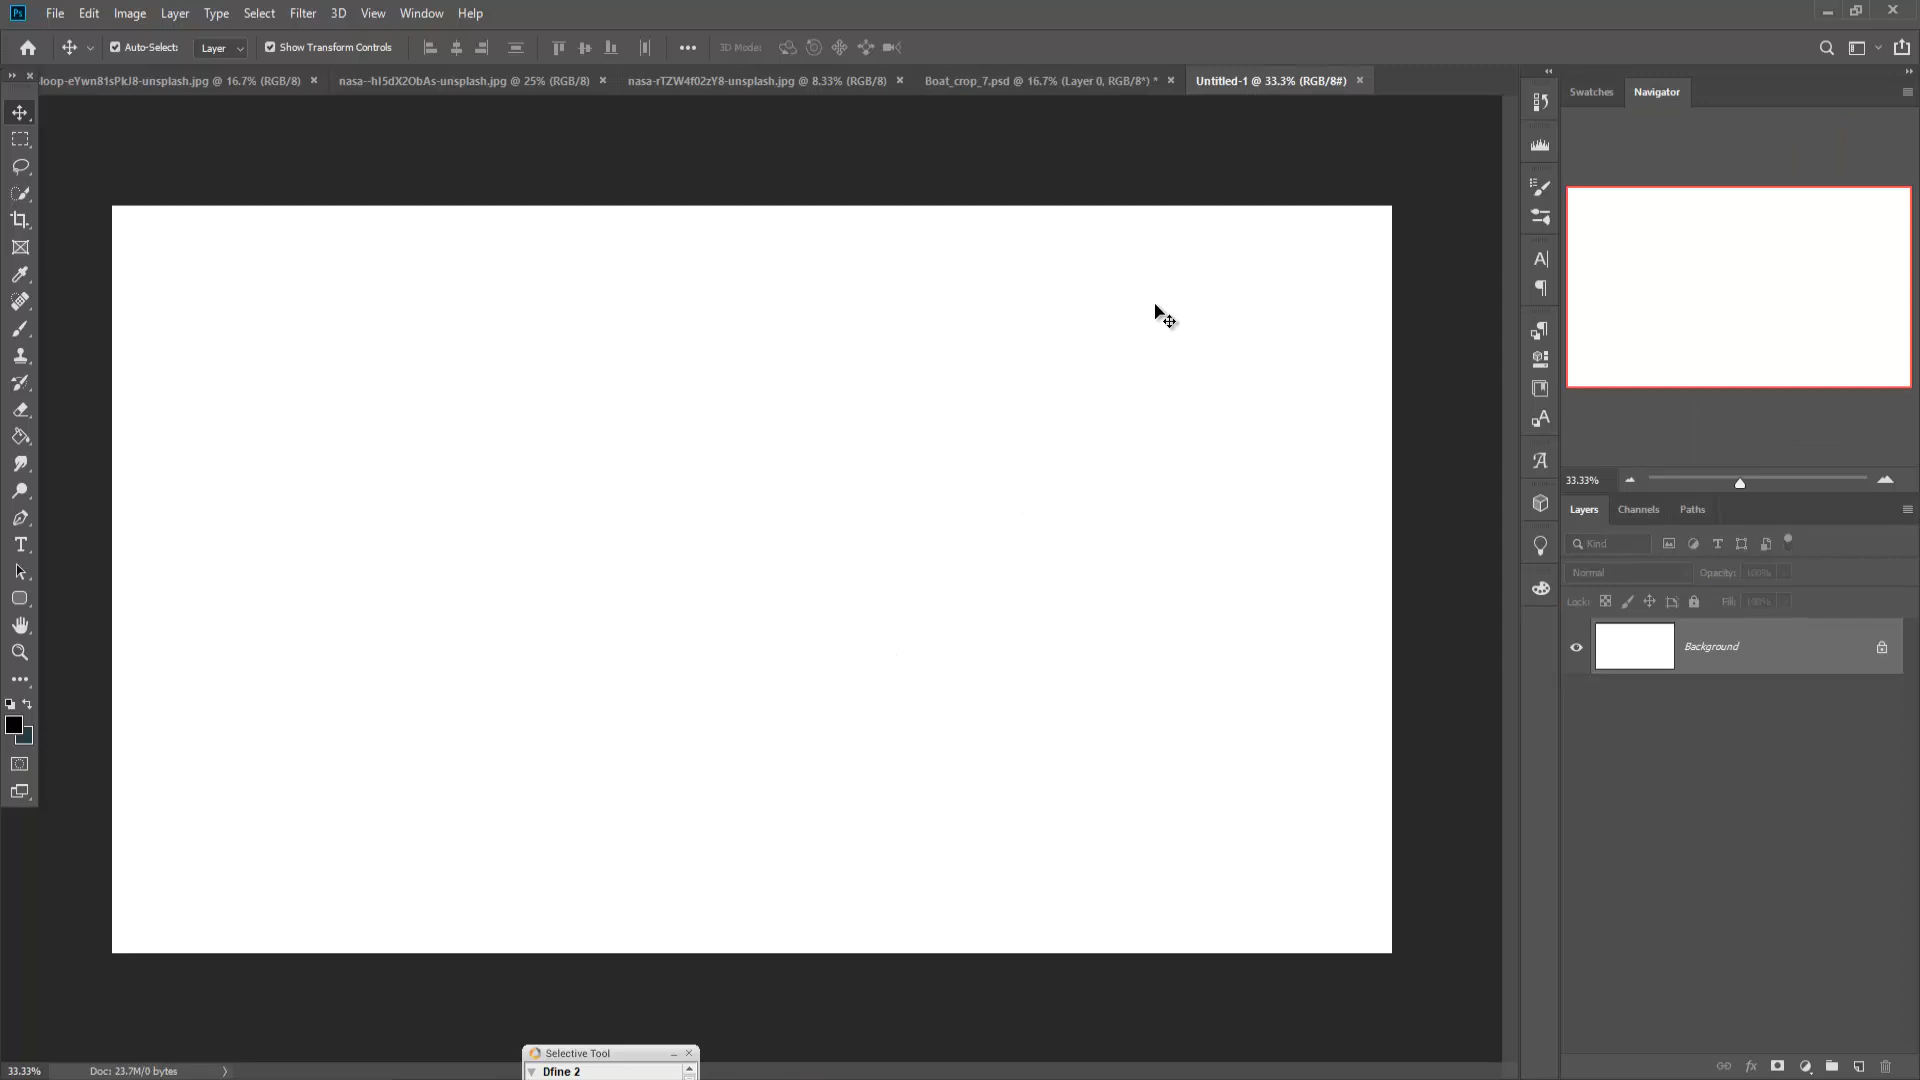 Ps File Edit Image Layer Type Select Filter 3D View Window Help
Auto-Select: Layer Show Transform Controls 3D Mode:
loop-eYwn81sPkJ8-unsplash.jpg @ 16.7% (RGB/8) nasa--hI5dX2ObAs-unsplash.jpg @ 25% (RGB/8) nasa-rTZW4f02zY8-unsplash.jpg @ 8.33% (RGB/8) Boat_crop_7.psd @ 16.7% (Layer 0, RGB/8*) * Untitled-1 @ 33.3% (RGB/8#)
Swatches Navigator
33.33%
Layers Channels Paths
Kind
Normal Opacity: 100%
Lock: Fill: 100%
Background
Selective Tool
Dfine 2
33.33% Doc: 23.7M/0 bytes